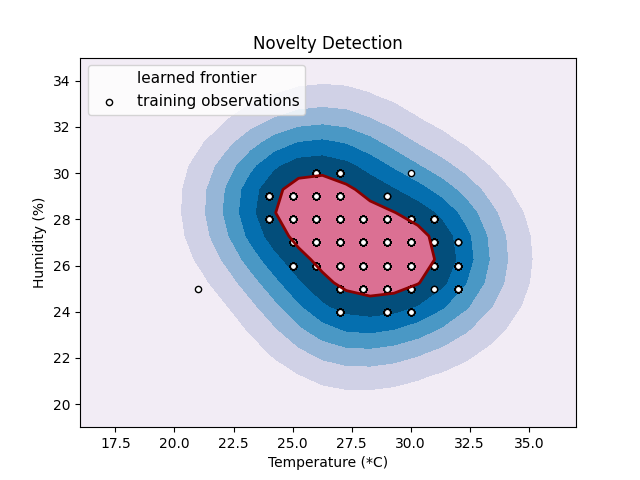 Novelty Detection
learned frontier
training observations
34
32
30
28
26
24
22
20
Humidity (%)
17.5 20.0 22.5 25.0 27.5 30.0 32.5 35.0
Temperature (*C)